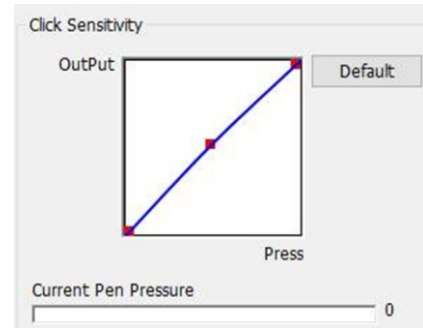 Click Sensitivity
OutPut
Default
Press
Current Pen Pressure
0